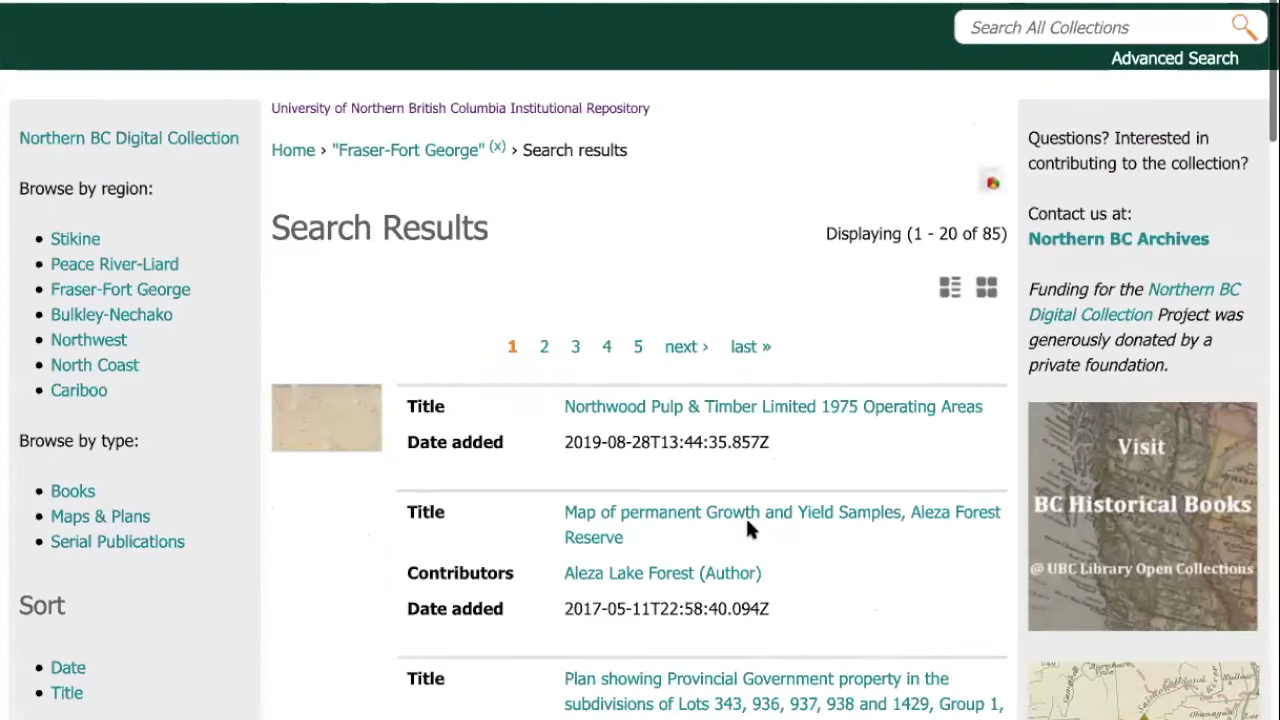 Search All Collections
Advanced Search
Northern BC Digital Collection
Browse by region:
Stikine
Peace River-Liard
Fraser-Fort George
Bulkley-Nechako
Northwest
North Coast
Cariboo
Browse by type:
Books
Maps & Plans
Serial Publications
Sort
Date
Title
University of Northern British Columbia Institutional Repository
Home › "Fraser-Fort George" (x) › Search results
Search Results
Displaying (1 - 20 of 85)
1 2 3 4 5 next › last »
Title Northwood Pulp & Timber Limited 1975 Operating Areas
Date added 2019-08-28T13:44:35.857Z
Title Map of permanent Growth and Yield Samples, Aleza Forest
Reserve
Contributors Aleza Lake Forest (Author)
Date added 2017-05-11T22:58:40.094Z
Title Plan showing Provincial Government property in the
subdivisions of Lots 343, 936, 937, 938 and 1429, Group 1,
Questions? Interested in
contributing to the collection?
Contact us at:
Northern BC Archives
Funding for the Northern BC
Digital Collection Project was
generously donated by a
private foundation.
Visit
BC Historical Books
@ UBC Library Open Collections